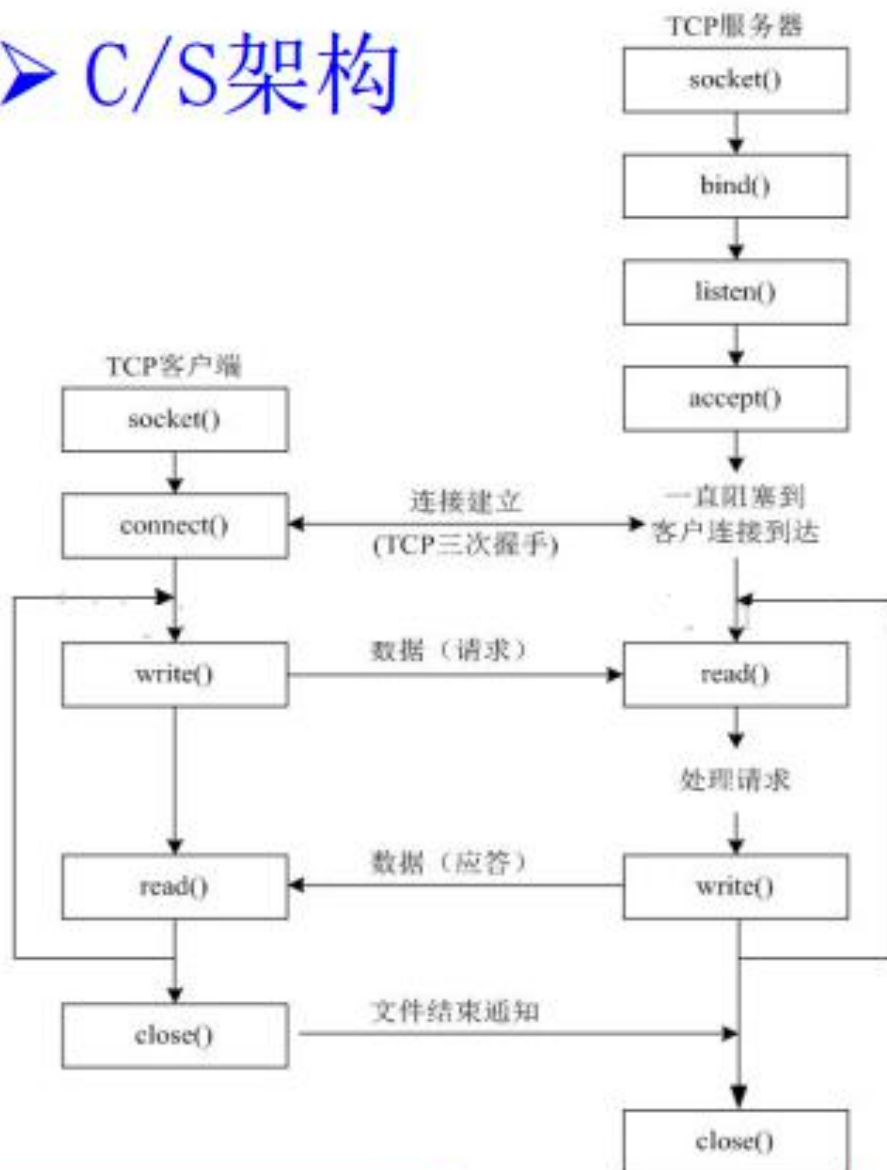 ➢ C/S架构
TCP服务器
socket()
bind()
listen()
accept()
一直阻塞到
客户连接到达
TCP客户端
socket()
connect()
连接建立
(TCP三次握手)
write()
数据（请求）
read()
处理请求
read()
数据（应答）
write()
close()
文件结束通知
close()